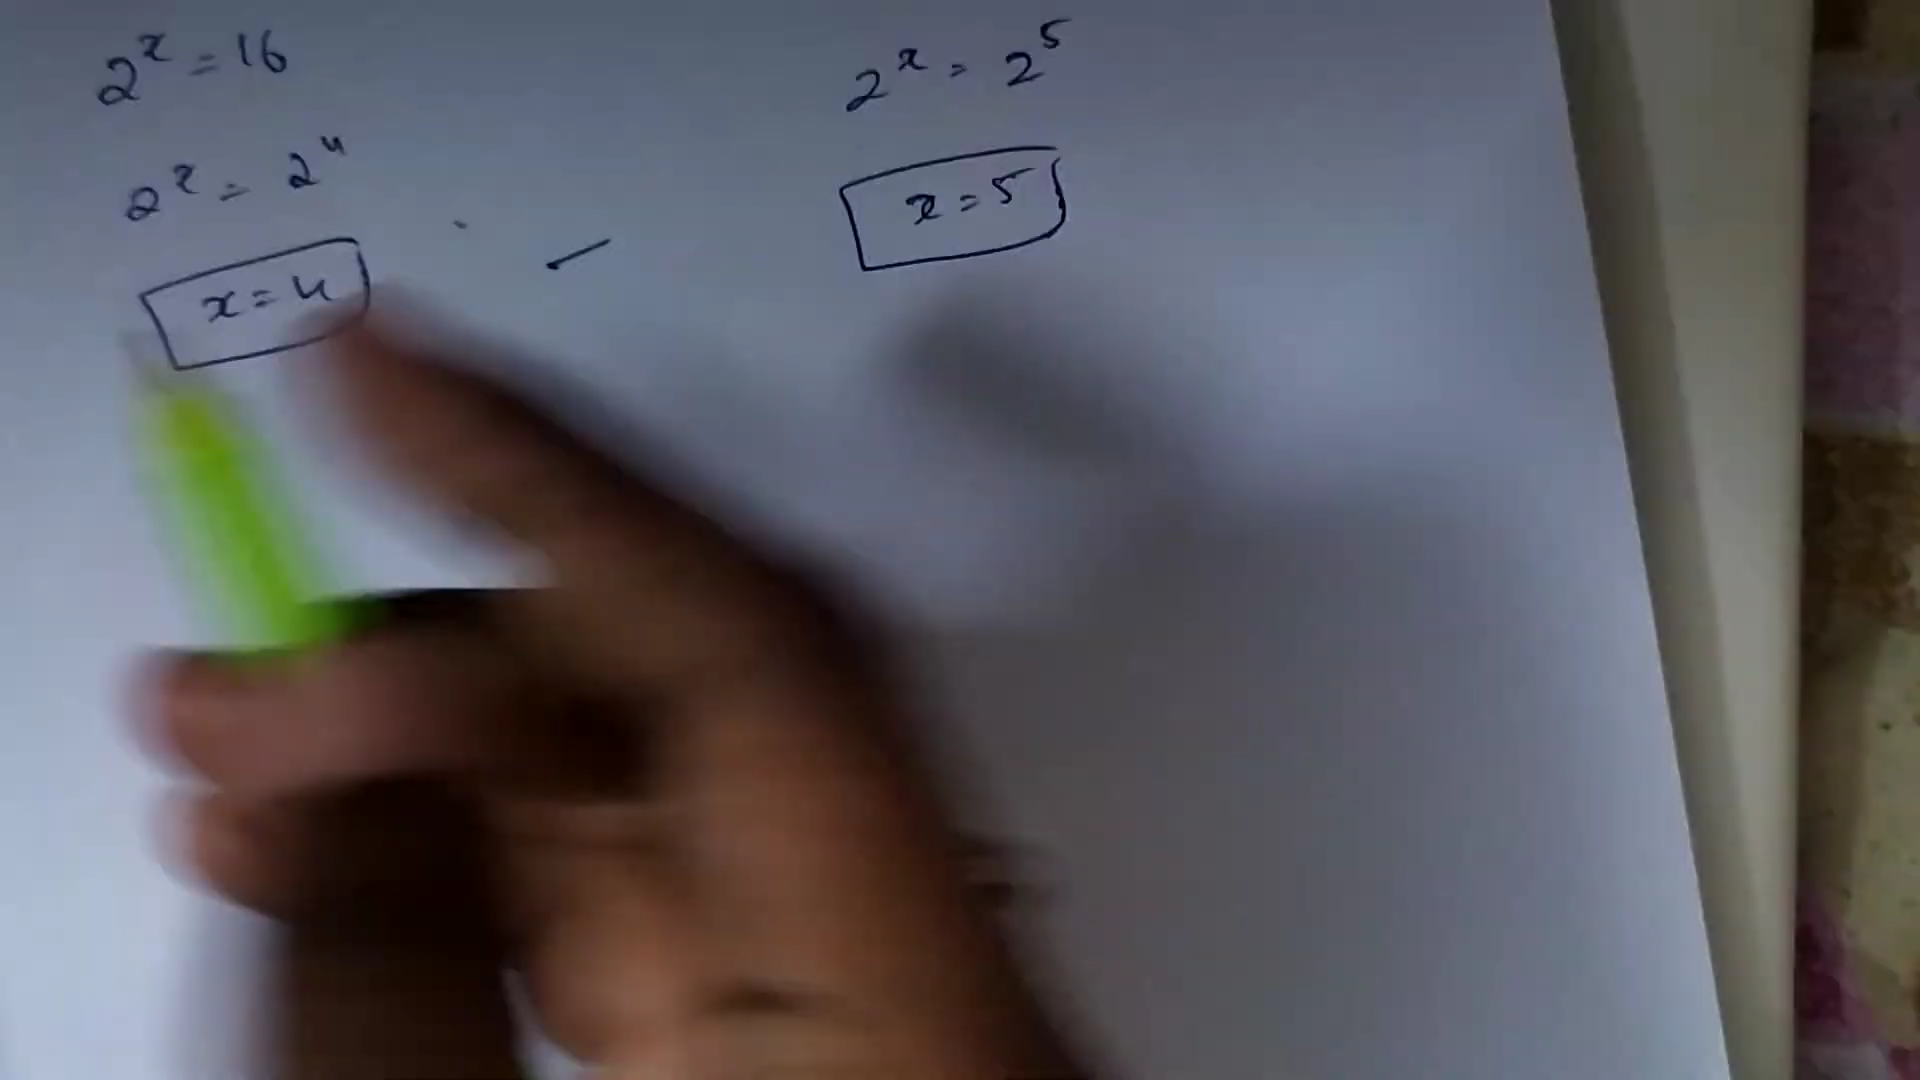 2^x = 16
2^x = 2^4
x = 4
2^x = 2^5
x = 5